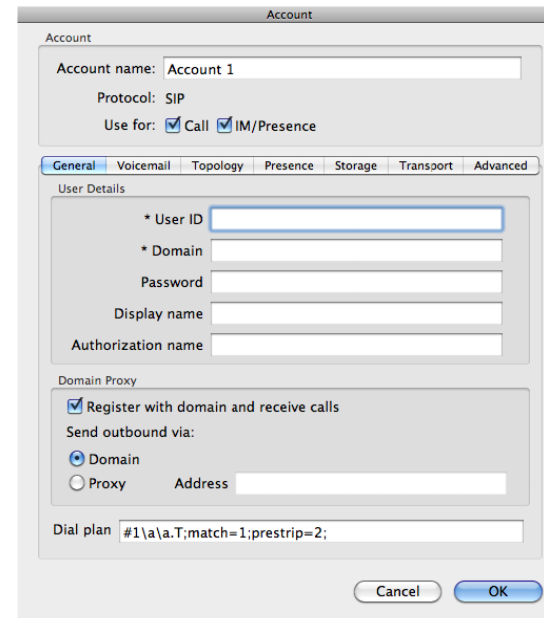 Account
Account
Account name: Account 1
Protocol: SIP
Use for: Call IM/Presence
General Voicemail Topology Presence Storage Transport Advanced
User Details
* User ID
* Domain
Password
Display name
Authorization name
Domain Proxy
Register with domain and receive calls
Send outbound via:
Domain
Proxy Address
Dial plan #1\a\a.T;match=1;prestrip=2;
Cancel OK